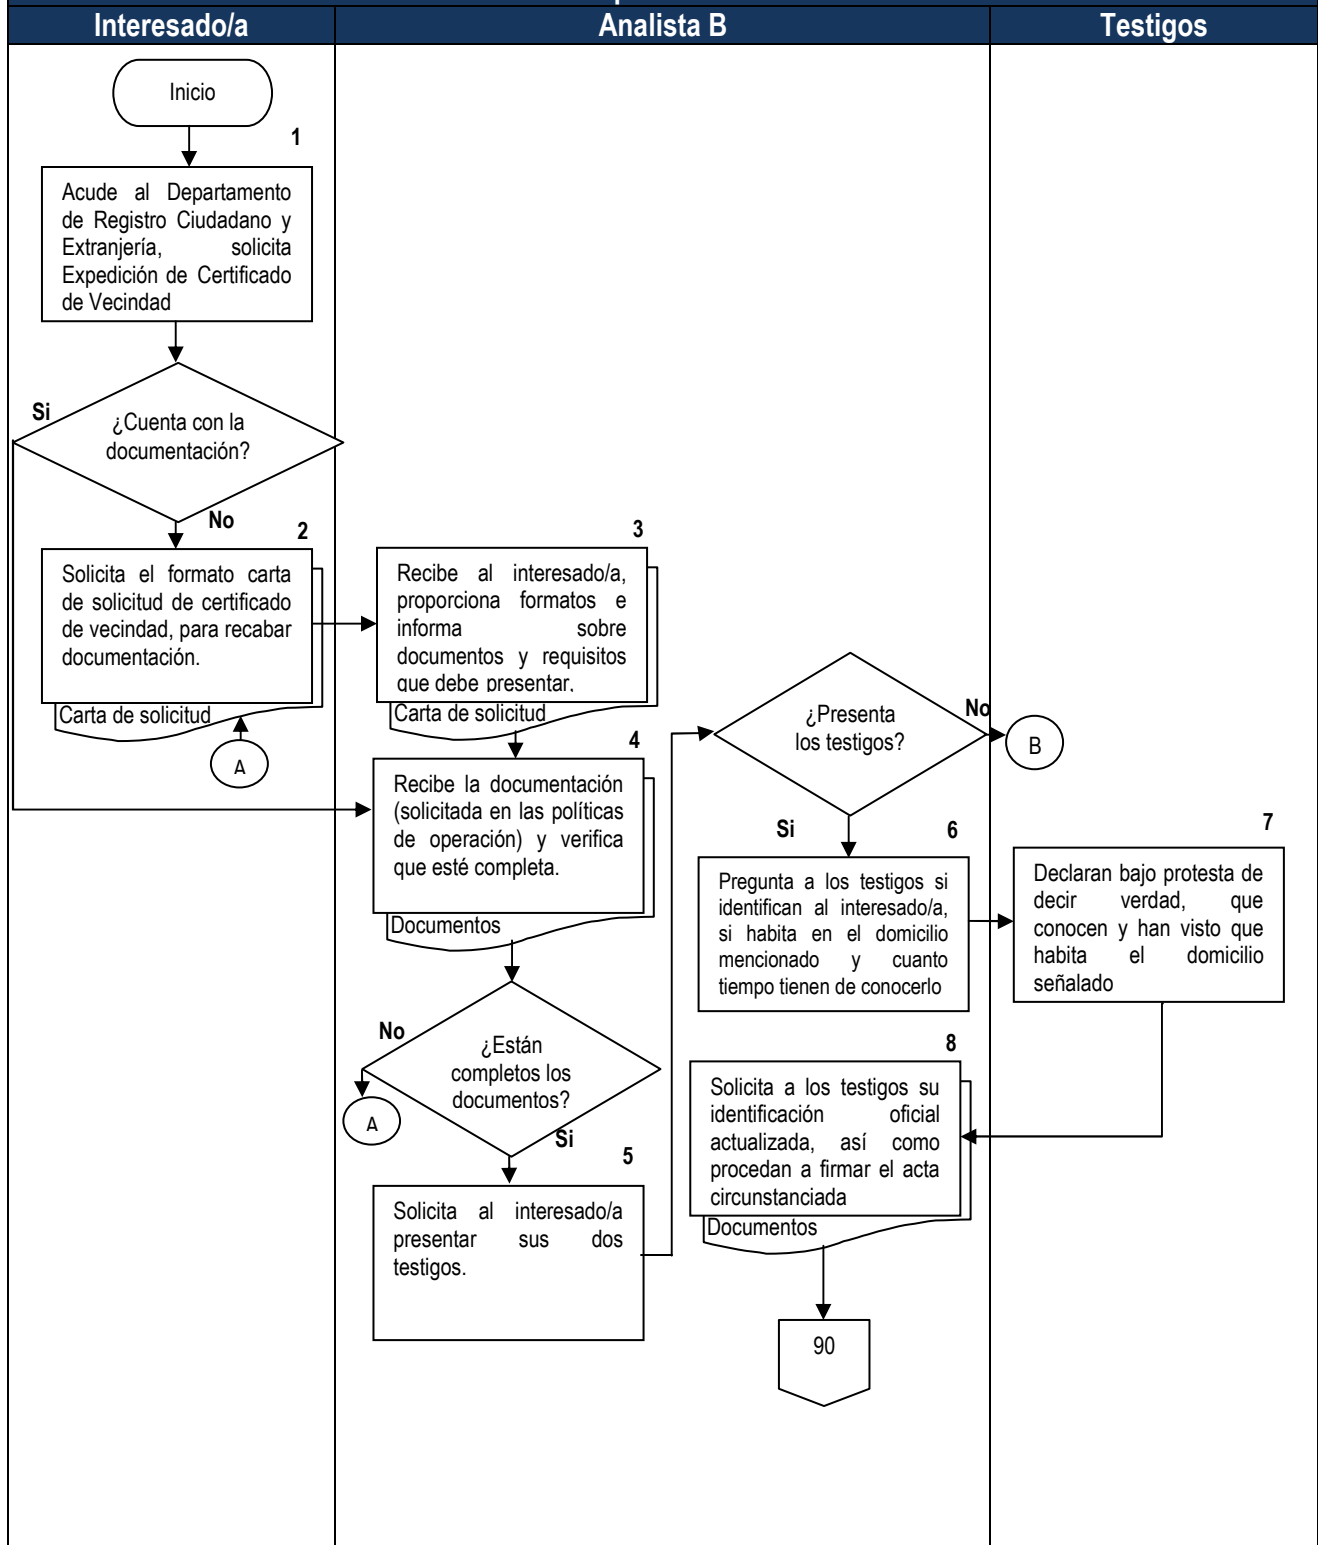 Interesado/a
Analista B
Testigos
Inicio
1
Acude al Departamento
de Registro Ciudadano y
Extranjería, solicita
Expedición de Certificado
de Vecindad
Si
¿Cuenta con la
documentación?
No
2
Solicita el formato carta
de solicitud de certificado
de vecindad, para recabar
documentación.
Carta de solicitud
A
3
Recibe al interesado/a,
proporciona formatos e
informa sobre
documentos y requisitos
que debe presentar.
Carta de solicitud
4
Recibe la documentación
(solicitada en las políticas
de operación) y verifica
que esté completa.
Documentos
No
¿Están
completos los
documentos?
A
Si
5
Solicita al interesado/a
presentar sus dos
testigos.
¿Presenta
los testigos?
No
B
Si
6
Pregunta a los testigos si
identifican al interesado/a,
si habita en el domicilio
mencionado y cuanto
tiempo tienen de conocerlo
7
Declaran bajo protesta de
decir verdad, que
conocen y han visto que
habita el domicilio
señalado
8
Solicita a los testigos su
identificación oficial
actualizada, así como
procedan a firmar el acta
circunstanciada
Documentos
90